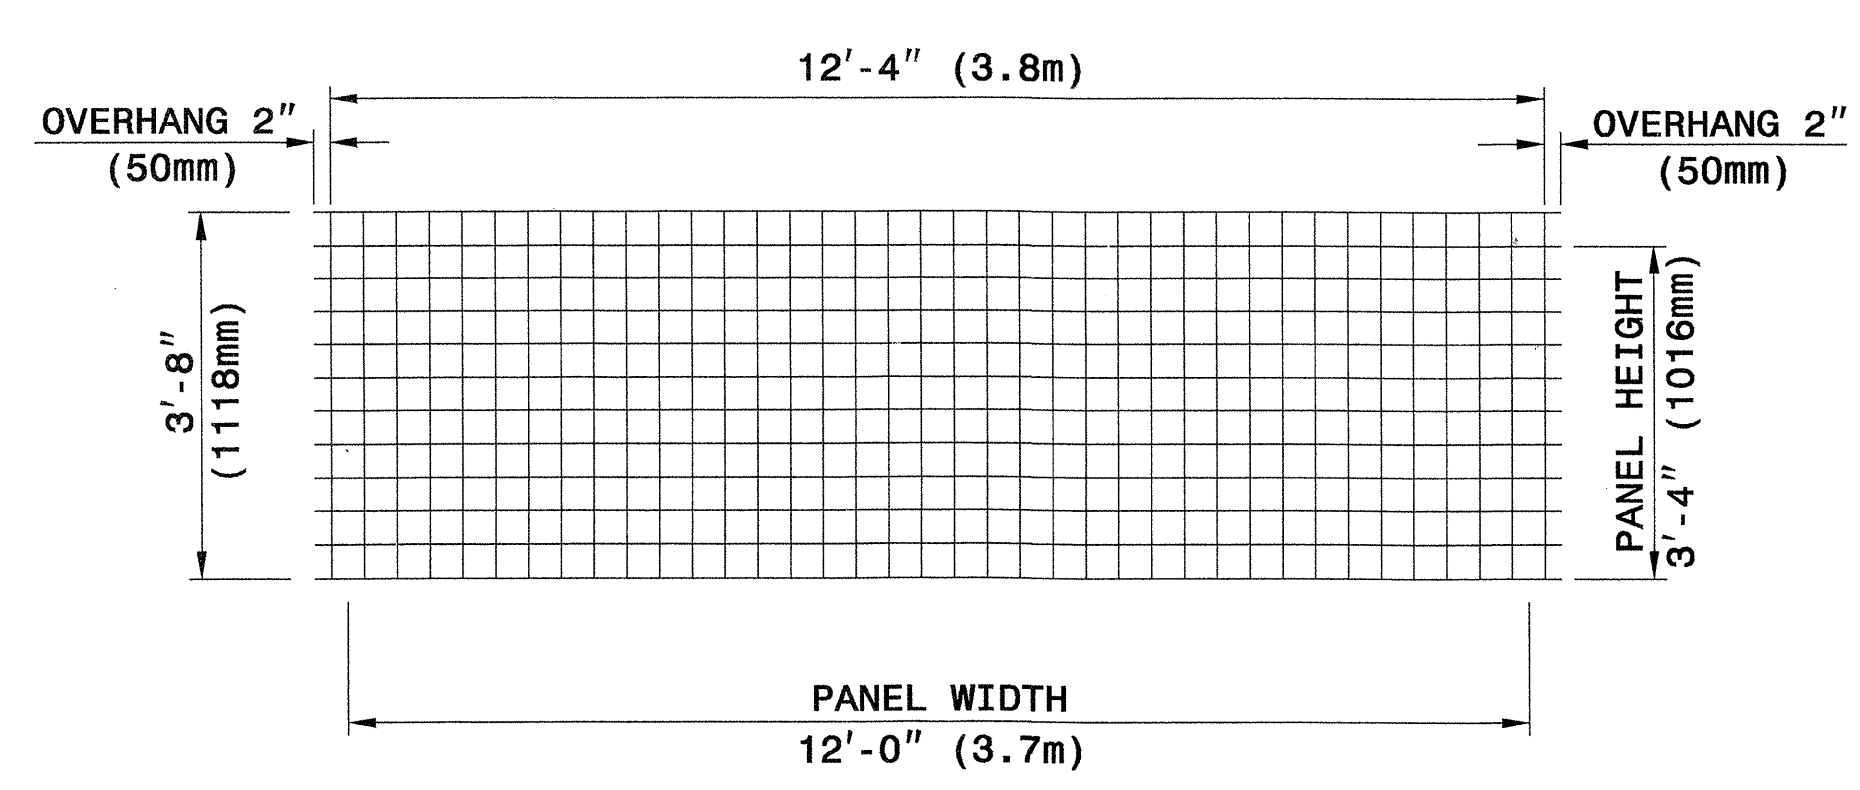 12'-4" (3.8m)
OVERHANG 2"
(50mm)
OVERHANG 2"
(50mm)
3'-8"
(1118mm)
PANEL HEIGHT
3'-4" (1016mm)
PANEL WIDTH
12'-0" (3.7m)